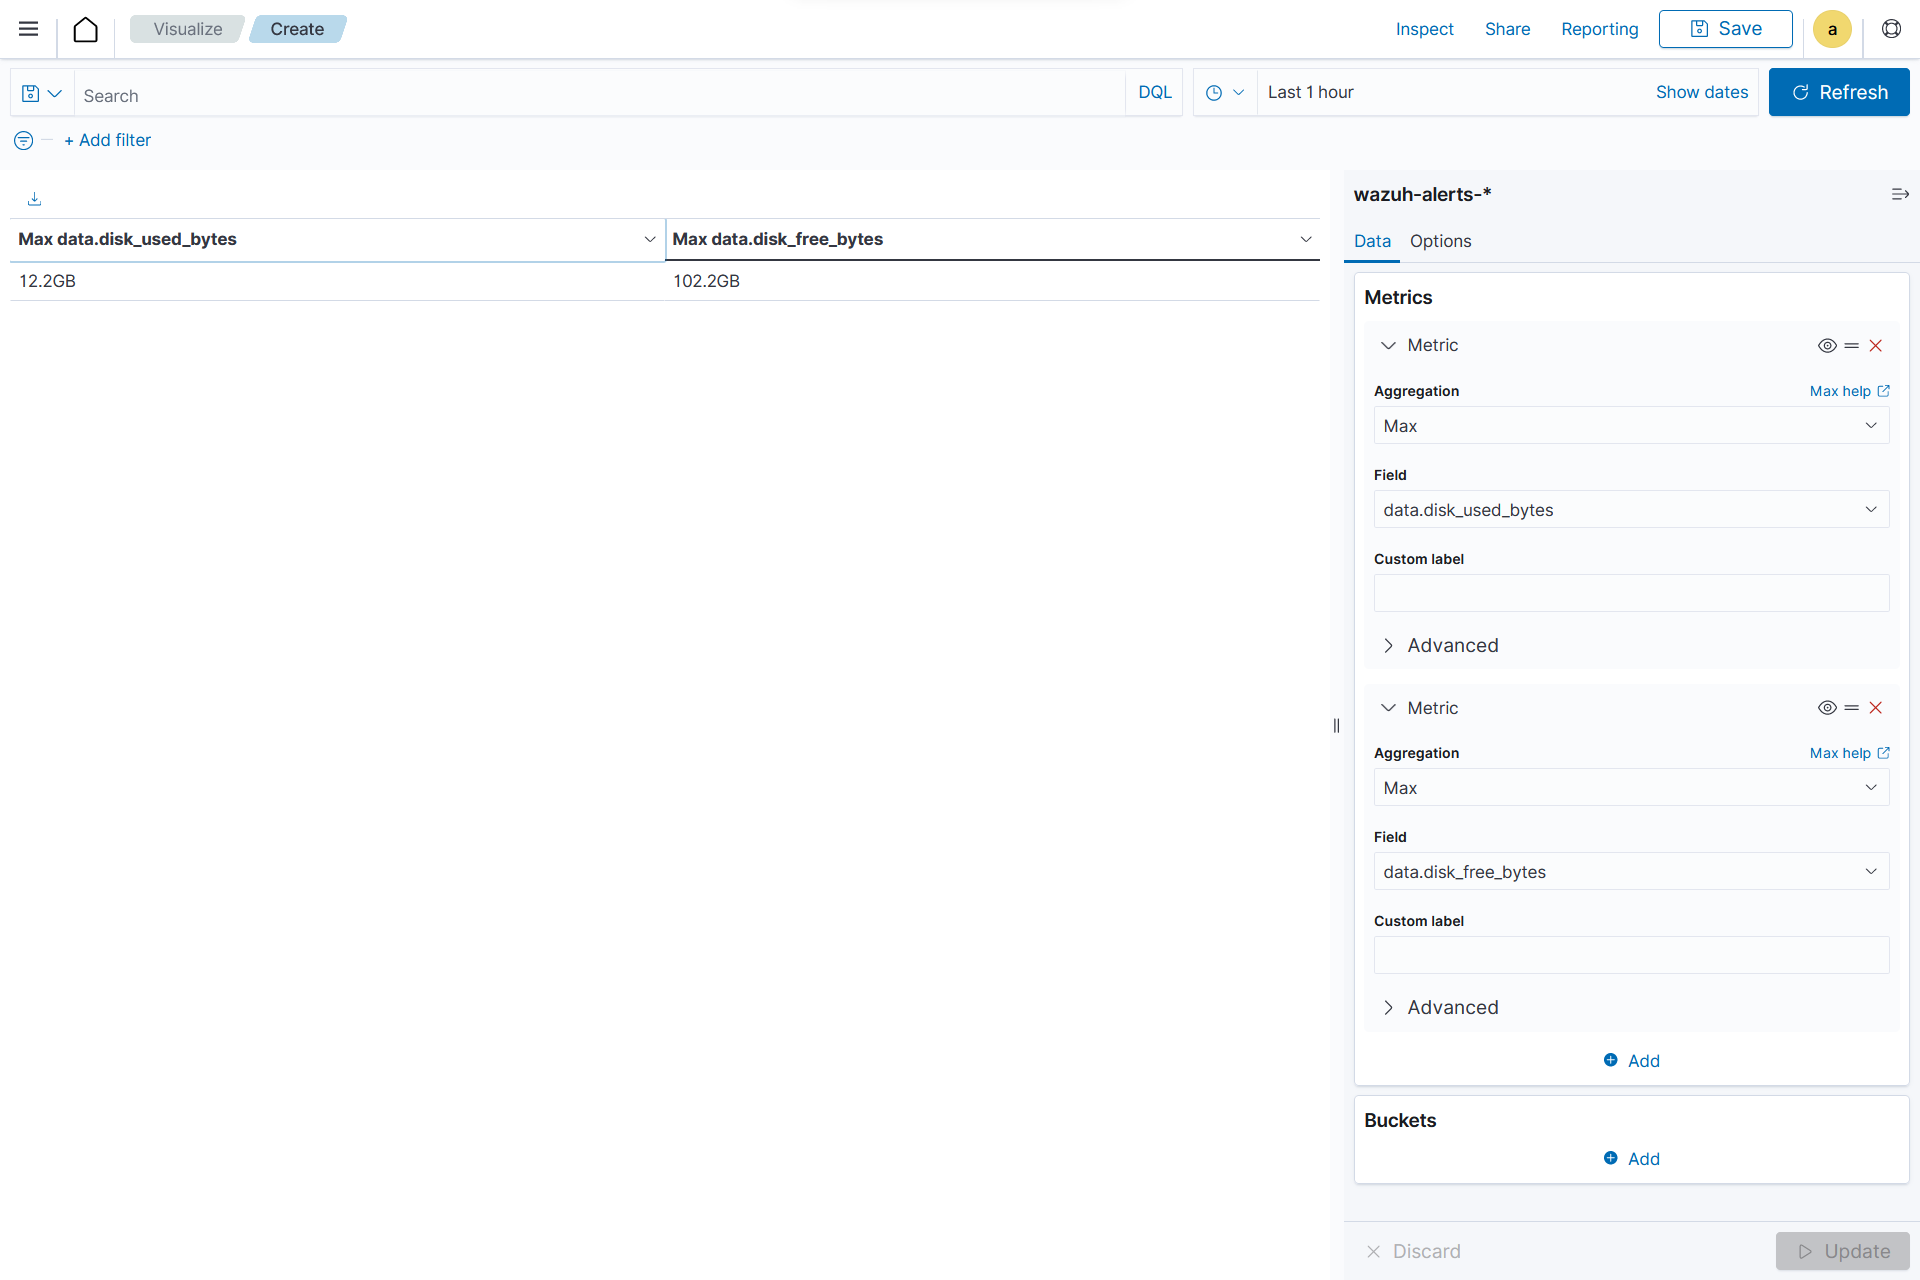 Visualize Create Inspect Share Reporting Save a
Search DQL Last 1 hour Show dates Refresh
+ Add filter
wazuh-alerts-*
Data Options
Max data.disk_used_bytes Max data.disk_free_bytes
12.2GB 102.2GB
Metrics
Metric
Aggregation Max help
Max
Field
data.disk_used_bytes
Custom label
Advanced
Metric
Aggregation Max help
Max
Field
data.disk_free_bytes
Custom label
Advanced
Add
Buckets
Add
Discard Update